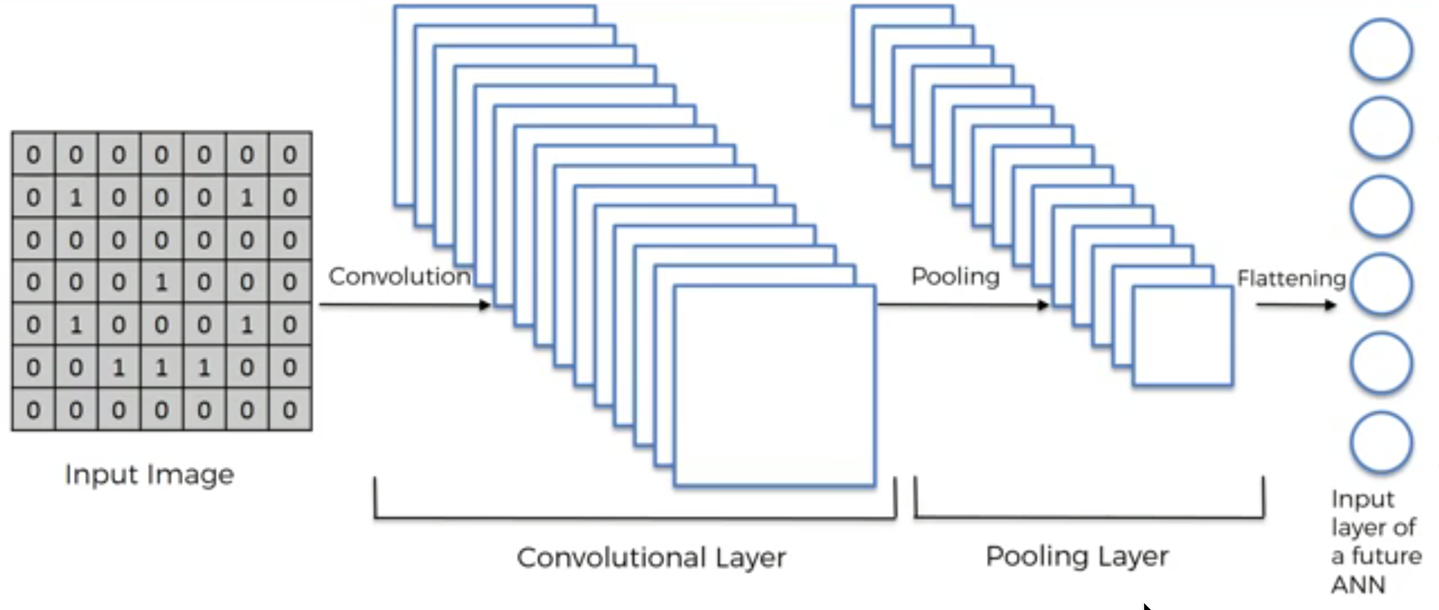 0 0 0 0 0 0 0
0 1 0 0 0 1 0
0 0 0 0 0 0 0
0 0 0 1 0 0 0
0 1 0 0 0 1 0
0 0 1 1 1 0 0
0 0 0 0 0 0 0
Input Image
Convolution
Convolutional Layer
Pooling
Pooling Layer
Flattening
Input
layer of
a future
ANN